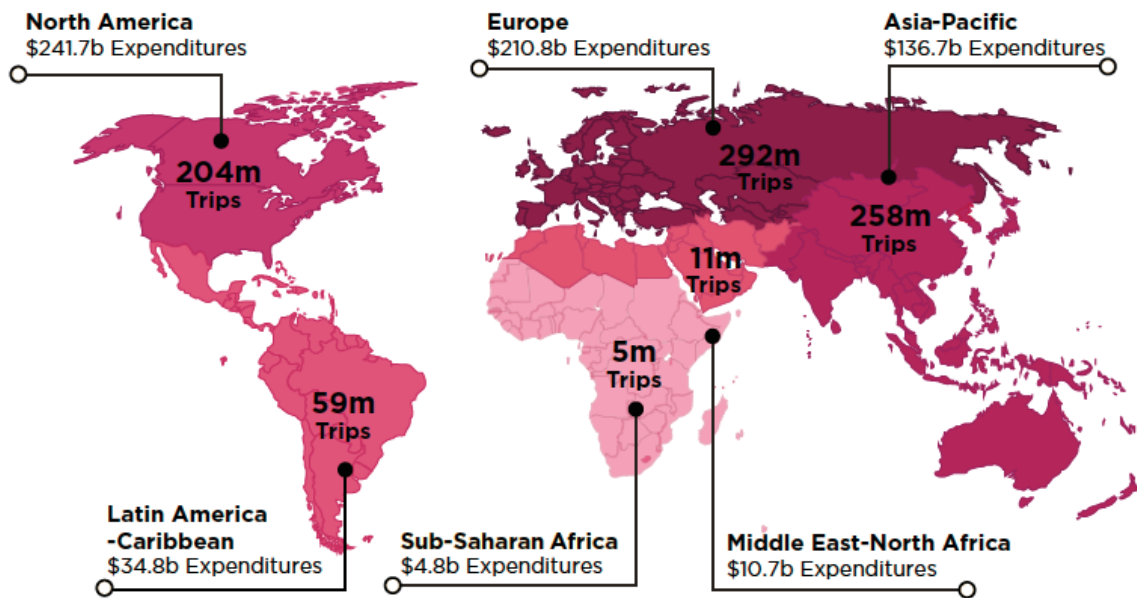 North America
$241.7b Expenditures
Europe
$210.8b Expenditures
Asia-Pacific
$136.7b Expenditures
204m
Trips
292m
Trips
258m
Trips
11m
Trips
5m
Trips
59m
Trips
Latin America
-Caribbean
$34.8b Expenditures
Sub-Saharan Africa
$4.8b Expenditures
Middle East-North Africa
$10.7b Expenditures